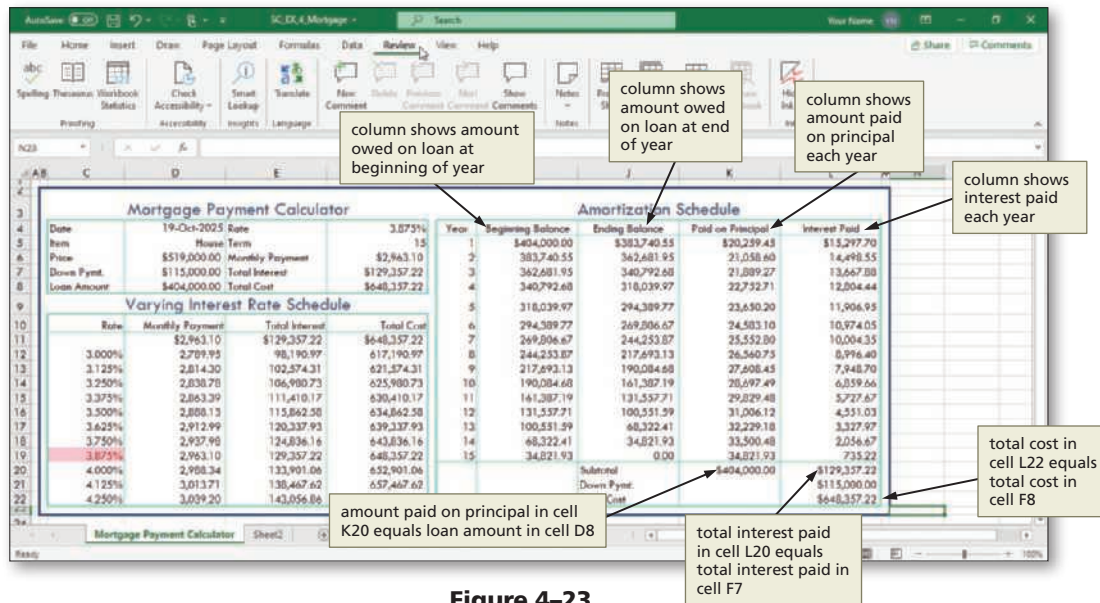 AutoSave
SC_EX_4_Mortgage
Search
Your Name
File Home Insert Draw Page Layout Formulas Data Review View Help
Share Comments
abc
Spelling Thesaurus Workbook Statistics
Check Accessibility
Smart Lookup
Translate
New Comment
Delete
Previous Comment
Next Comment
Show Comments
Notes
Proofing Accessibility Insights Language Notes
N23
column shows amount
owed on loan at
beginning of year
column shows
amount owed
on loan at end
of year
column shows
amount paid
on principal
each year
column shows
interest paid
each year
A B C D E J K
Mortgage Payment Calculator
Date 19-Oct-2025 Rate 3.875%
Item House Term 15
Price $519,000.00 Monthly Payment $2,963.10
Down Pymt. $115,000.00 Total Interest $129,357.22
Loan Amount $404,000.00 Total Cost $648,357.22
Varying Interest Rate Schedule
Rate Monthly Payment Total Interest Total Cost
$2,963.10 $129,357.22 $648,357.22
3.000% 2,789.95 98,190.97 617,190.97
3.125% 2,814.30 102,574.31 621,574.31
3.250% 2,838.78 106,980.73 625,980.73
3.375% 2,863.39 111,410.17 630,410.17
3.500% 2,888.13 115,862.58 634,862.58
3.625% 2,912.99 120,337.93 639,337.93
3.750% 2,937.98 124,836.16 643,836.16
3.875% 2,963.10 129,357.22 648,357.22
4.000% 2,988.34 133,901.06 652,901.06
4.125% 3,013.71 138,467.62 657,467.62
4.250% 3,039.20 143,056.86
Amortization Schedule
Year Beginning Balance Ending Balance Paid on Principal Interest Paid
1 $404,000.00 $383,740.55 $20,259.45 $15,297.70
2 383,740.55 362,681.95 21,058.60 14,498.55
3 362,681.95 340,792.68 21,889.27 13,667.88
4 340,792.68 318,039.97 22,752.71 12,804.44
5 318,039.97 294,389.77 23,650.20 11,906.95
6 294,389.77 269,806.67 24,583.10 10,974.05
7 269,806.67 244,253.87 25,552.80 10,004.35
8 244,253.87 217,693.13 26,560.75 8,996.40
9 217,693.13 190,084.68 27,608.45 7,948.70
10 190,084.68 161,387.19 28,697.49 6,859.66
11 161,387.19 131,557.71 29,829.48 5,727.67
12 131,557.71 100,551.59 31,006.12 4,551.03
13 100,551.59 68,322.41 32,229.18 3,327.97
14 68,322.41 34,821.93 33,500.48 2,056.67
15 34,821.93 0.00 34,821.93 735.22
Subtotal $404,000.00 $129,357.22
Down Pymt. $115,000.00
Cost $648,357.22
total cost in
cell L22 equals
total cost in
cell F8
amount paid on principal in cell
K20 equals loan amount in cell D8
total interest paid
in cell L20 equals
total interest paid in
cell F7
Mortgage Payment Calculator Sheet2
Ready 100%
Figure 4–23